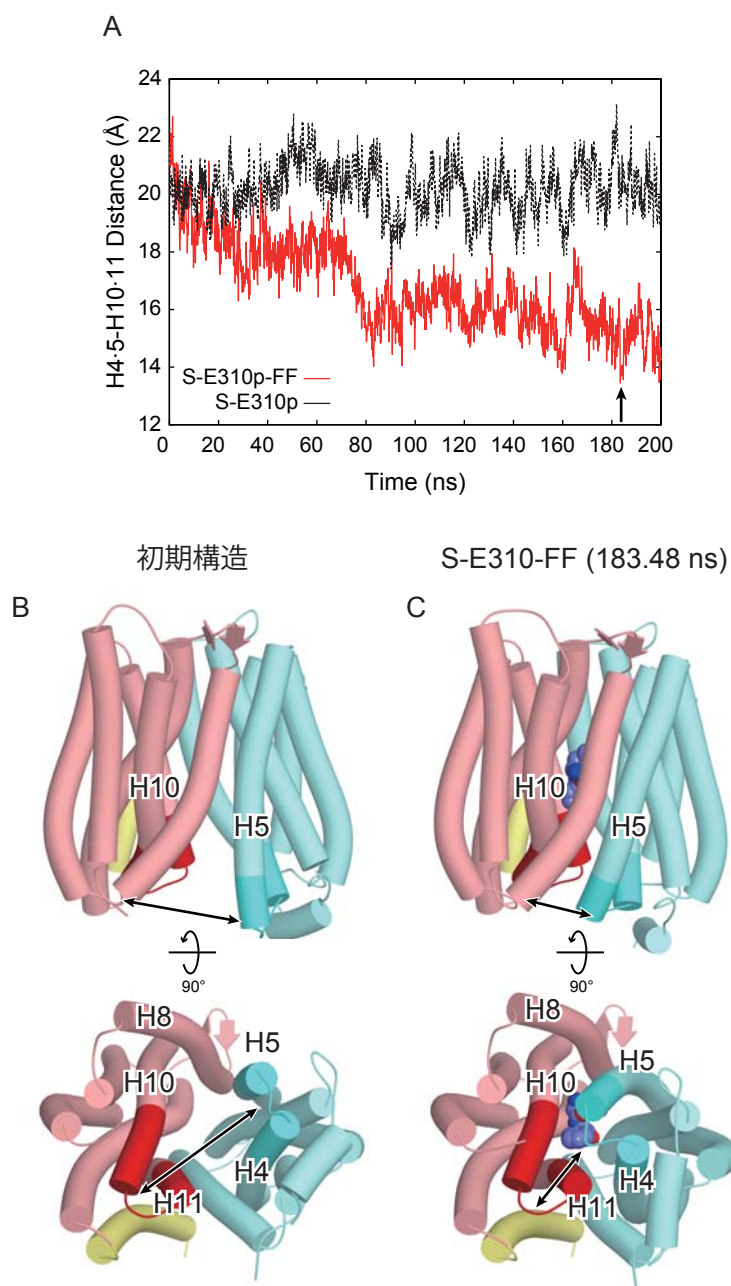 A
24
22
20
18
16
14
12
H4·5-H10·11 Distance (Å)
S-E310p-FF
S-E310p
0 20 40 60 80 100 120 140 160 180 200
Time (ns)
初期構造
S-E310-FF (183.48 ns)
B
H10
H5
90°
H8
H5
H10
H4
H11
C
H10
H5
90°
H8
H5
H10
H4
H11